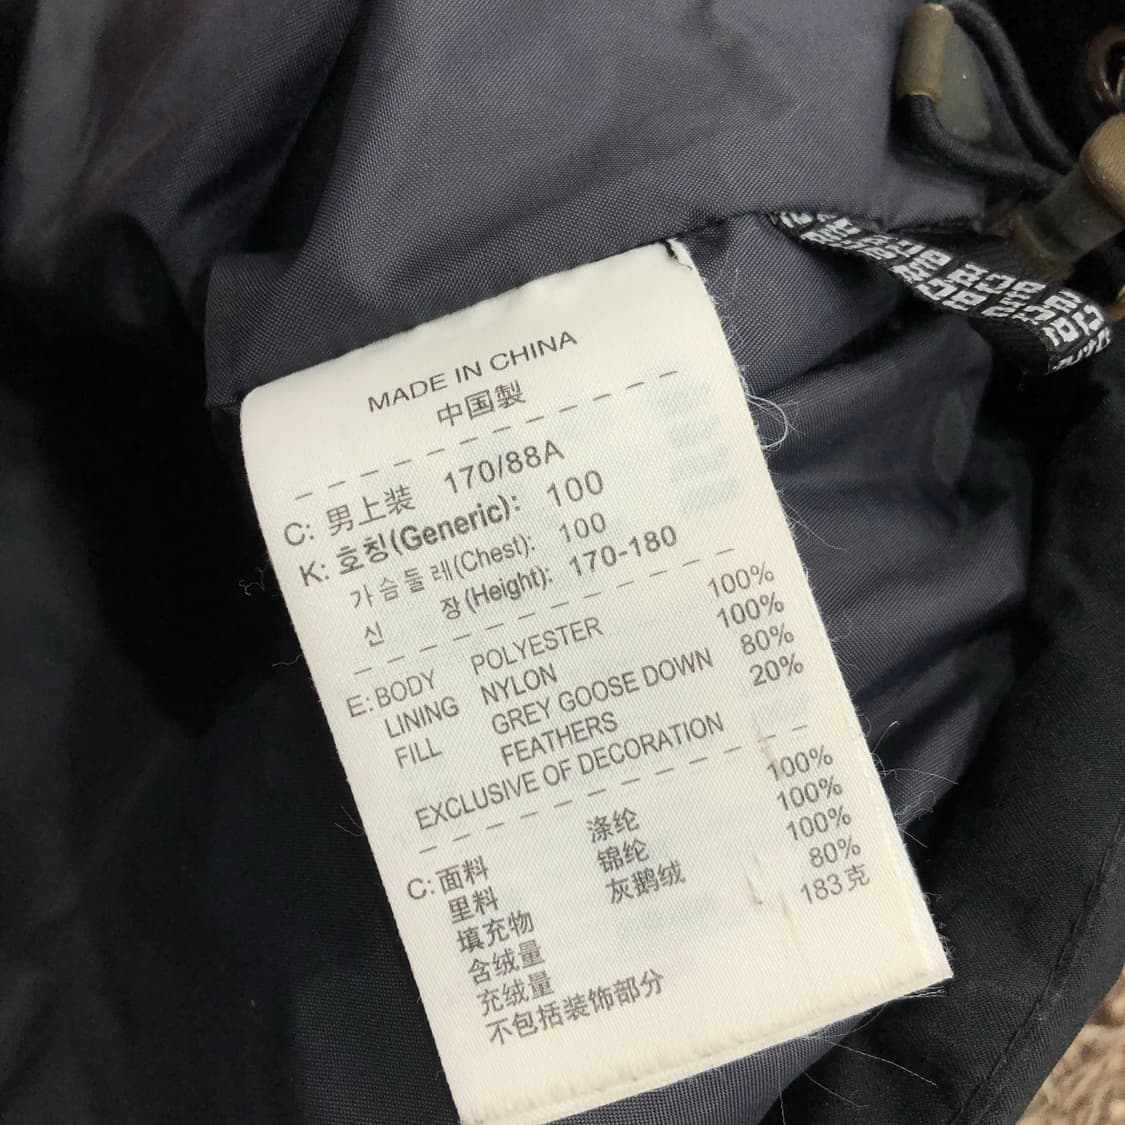 MADE IN CHINA
中国製
C: 男上装 170/88A
K: 호칭(Generic): 100
가슴둘레(Chest): 100
신 장(Height): 170-180
E: BODY POLYESTER 100%
LINING NYLON 100%
FILL GREY GOOSE DOWN 80%
FEATHERS 20%
EXCLUSIVE OF DECORATION
C: 面料 涤纶 100%
里料 锦纶 100%
填充物 灰鹅绒 100%
含绒量 80%
充绒量 183克
不包括装饰部分